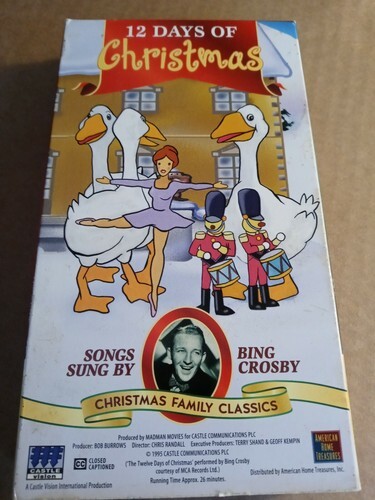 12 DAYS OF
Christmas
SONGS
SUNG BY
BING
CROSBY
CHRISTMAS FAMILY CLASSICS
Produced by MADMAN MOVIES for CASTLE COMMUNICATIONS PLC
Producer: BOB BURROWS Director: CHRIS RANDALL Executive Producers: TERRY SHAND & GEOFF KEMPIN
© 1995 CASTLE COMMUNICATIONS PLC
('The Twelve Days of Christmas' performed by Bing Crosby
courtesy of MCA Records Ltd.)
Running Time Approx. 26 minutes.
CASTLE
vision
A Castle Vision International Production
CC CLOSED
CAPTIONED
AMERICAN
HOME
TREASURES
Distributed by American Home Treasures, Inc.